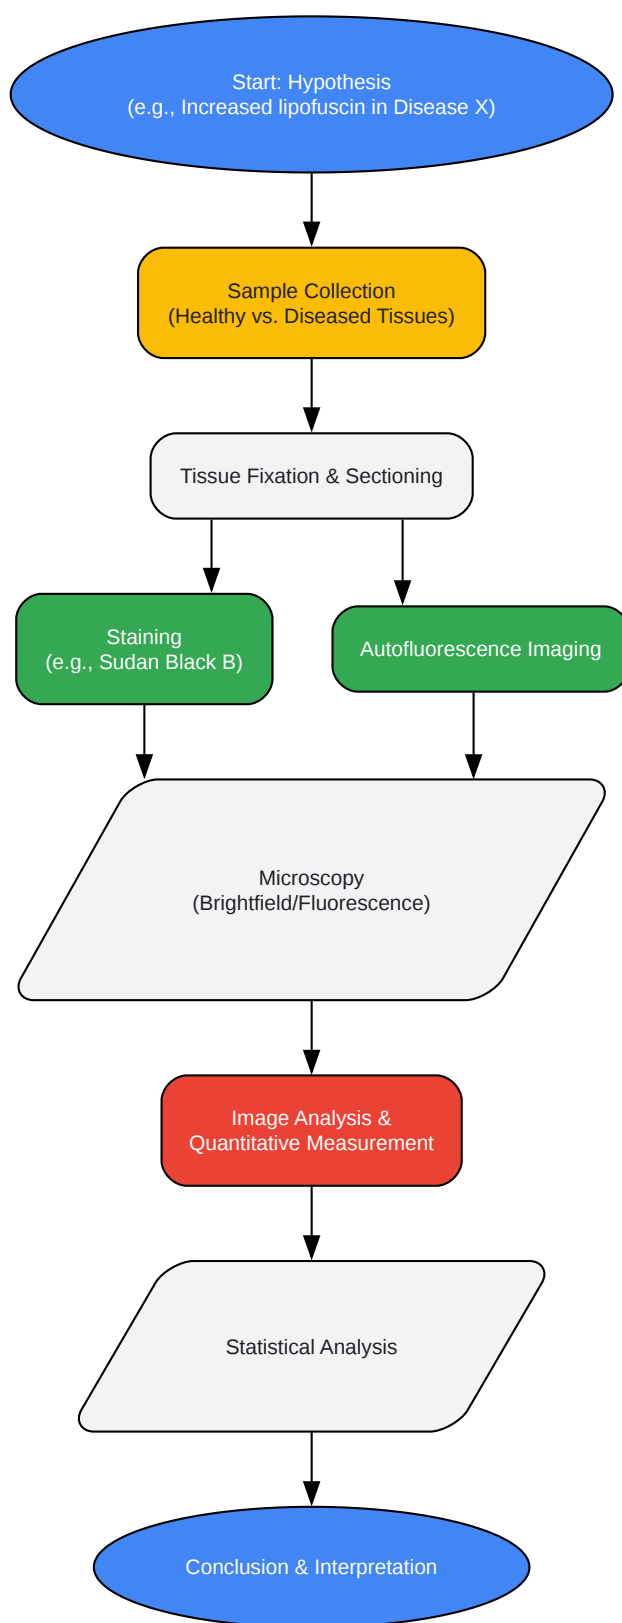 Start: Hypothesis
(e.g., Increased lipofuscin in Disease X)
Sample Collection
(Healthy vs. Diseased Tissues)
Tissue Fixation & Sectioning
Staining
(e.g., Sudan Black B)
Autofluorescence Imaging
Microscopy
(Brightfield/Fluorescence)
Image Analysis &
Quantitative Measurement
Statistical Analysis
Conclusion & Interpretation